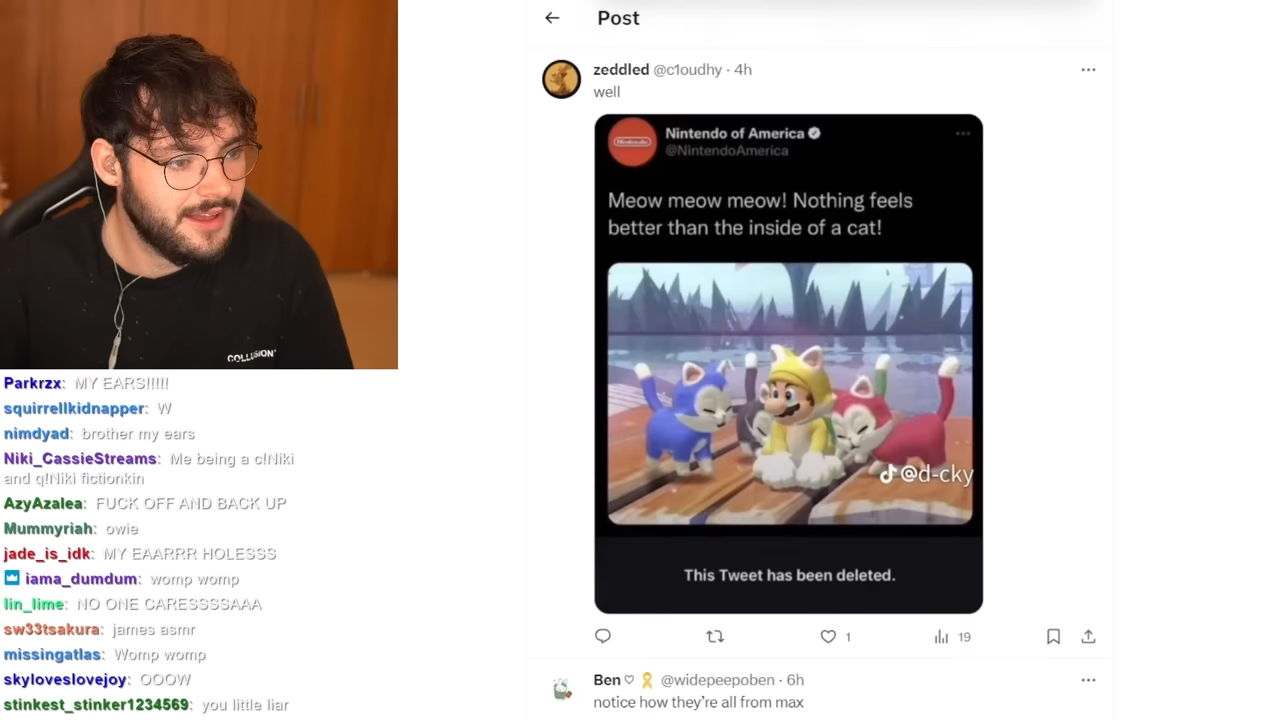 COLLUSION
Parkrzx: MY EARS!!!!!
squirrellkidnapper: W
nimdyad: brother my ears
Niki_CassieStreams: Me being a c!Niki
and q!Niki fictionkin
AzyAzalea: FUCK OFF AND BACK UP
Mummyriah: owie
jade_is_idk: MY EAARRR HOLESSS
iama_dumdum: womp womp
lin_lime: NO ONE CARESSSSAAA
sw33tsakura: james asmr
missingatlas: Womp womp
skyloveslovejoy: OOOW
stinkest_stinker1234569: you little liar
Post
zeddled @c1oudhy · 4h
well
Nintendo
Nintendo of America
@NintendoAmerica
Meow meow meow! Nothing feels
better than the inside of a cat!
@d-cky
This Tweet has been deleted.
1
19
Ben♡ 🎗️ @widepeepoben · 6h
notice how they're all from max